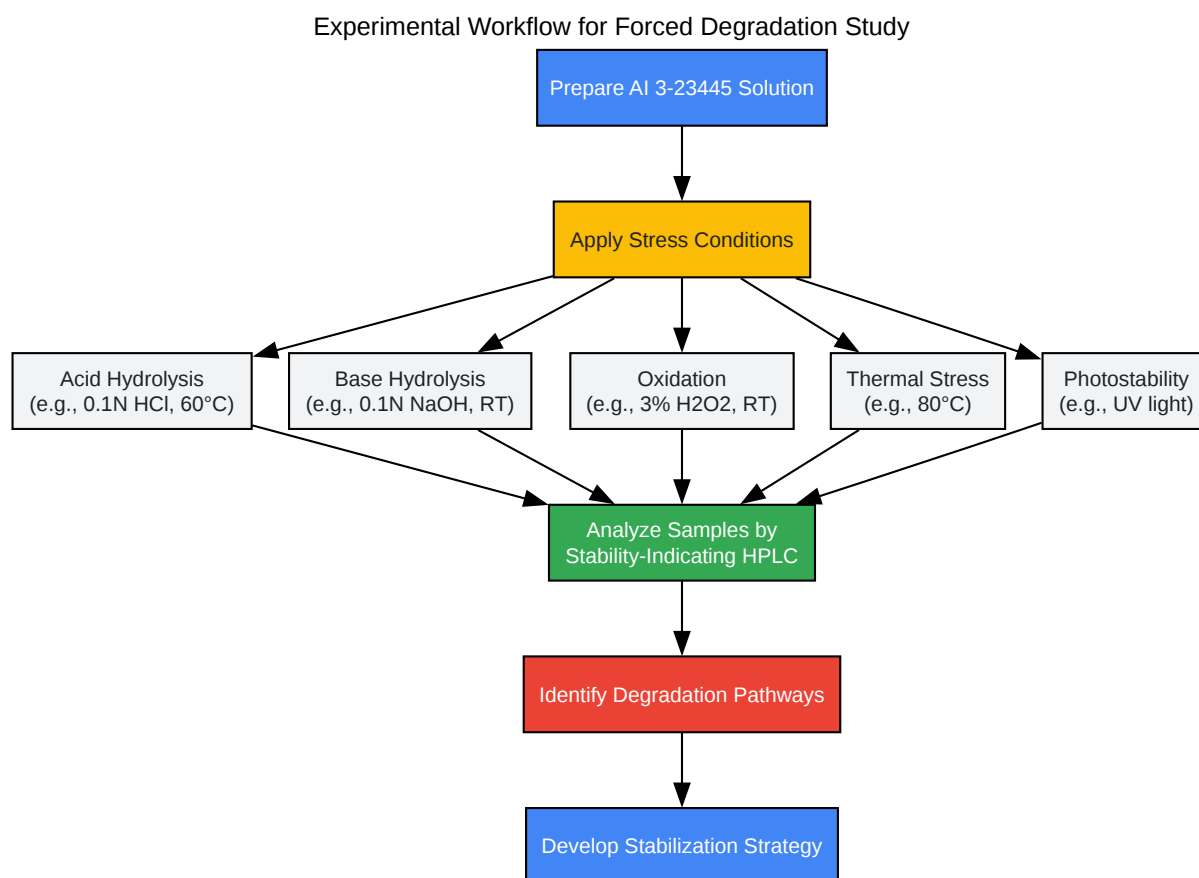 Experimental Workflow for Forced Degradation Study
Prepare AI 3-23445 Solution
Apply Stress Conditions
Acid Hydrolysis
(e.g., 0.1N HCl, 60°C)
Base Hydrolysis
(e.g., 0.1N NaOH, RT)
Oxidation
(e.g., 3% H2O2, RT)
Thermal Stress
(e.g., 80°C)
Photostability
(e.g., UV light)
Analyze Samples by
Stability-Indicating HPLC
Identify Degradation Pathways
Develop Stabilization Strategy